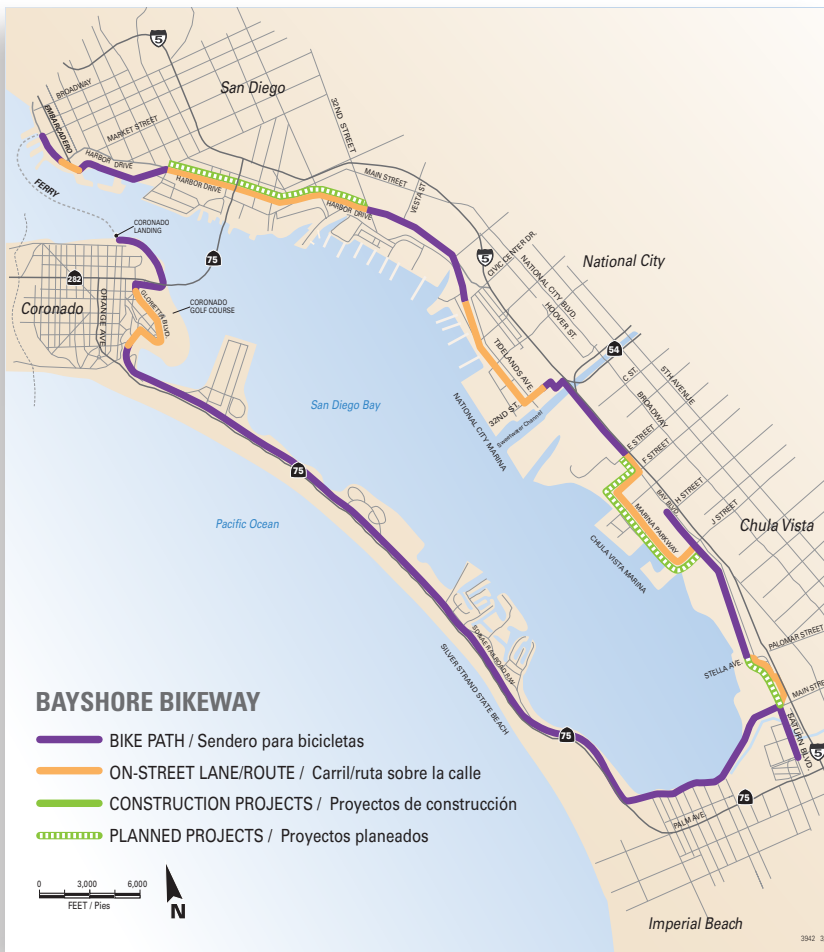 5
San Diego
BROADWAY
EMBARCADERO
MARKET STREET
32ND STREET
HARBOR DRIVE
HARBOR DRIVE
HARBOR DRIVE
MAIN STREET
VESTA ST.
FERRY
CORONADO
LANDING
75
5
CIVIC CENTER DR.
National City
NATIONAL CITY BLVD.
HOOVER ST.
282
Coronado
ORANGE AVE
GLORIETTA BLVD.
CORONADO
GOLF COURSE
TIDELANDS AVE.
54
C ST.
5TH AVENUE
BROADWAY
San Diego Bay
NATIONAL CITY MARINA
32ND ST.
Sweetwater Channel
E STREET
F STREET
75
BAY BLVD.
H STREET
J STREET
Pacific Ocean
MARINA PARKWAY
Chula Vista
CHULA VISTA MARINA
SILVER STRAND STATE BEACH
PALOMAR STREET
STELLA AVE.
MAIN STRE
SATURN BLVD.
5
75
75
PALM AVE.
BAYSHORE BIKEWAY
BIKE PATH / Sendero para bicicletas
ON-STREET LANE/ROUTE / Carril/ruta sobre la calle
CONSTRUCTION PROJECTS / Proyectos de construcción
PLANNED PROJECTS / Proyectos planeados
0 3,000 6,000
FEET / Pies
N
Imperial Beach
3942 3